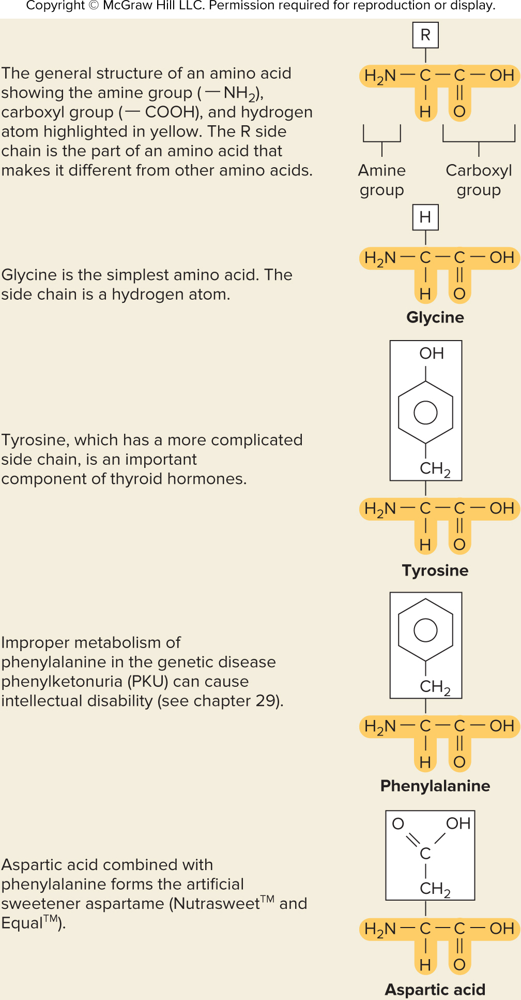 Copyright © McGraw Hill LLC. Permission required for reproduction or display.
The general structure of an amino acid
showing the amine group ( — NH₂),
carboxyl group (— COOH), and hydrogen
atom highlighted in yellow. The R side
chain is the part of an amino acid that
makes it different from other amino acids.
R
H₂N — C — C — OH
H O
Amine group
Carboxyl group
Glycine is the simplest amino acid. The
side chain is a hydrogen atom.
H
H₂N — C — C — OH
H O
Glycine
Tyrosine, which has a more complicated
side chain, is an important
component of thyroid hormones.
OH
CH₂
H₂N — C — C — OH
H O
Tyrosine
Improper metabolism of
phenylalanine in the genetic disease
phenylketonuria (PKU) can cause
intellectual disability (see chapter 29).
CH₂
H₂N — C — C — OH
H O
Phenylalanine
Aspartic acid combined with
phenylalanine forms the artificial
sweetener aspartame (Nutrasweet™ and
Equal™).
O OH
C
CH₂
H₂N — C — C — OH
H O
Aspartic acid